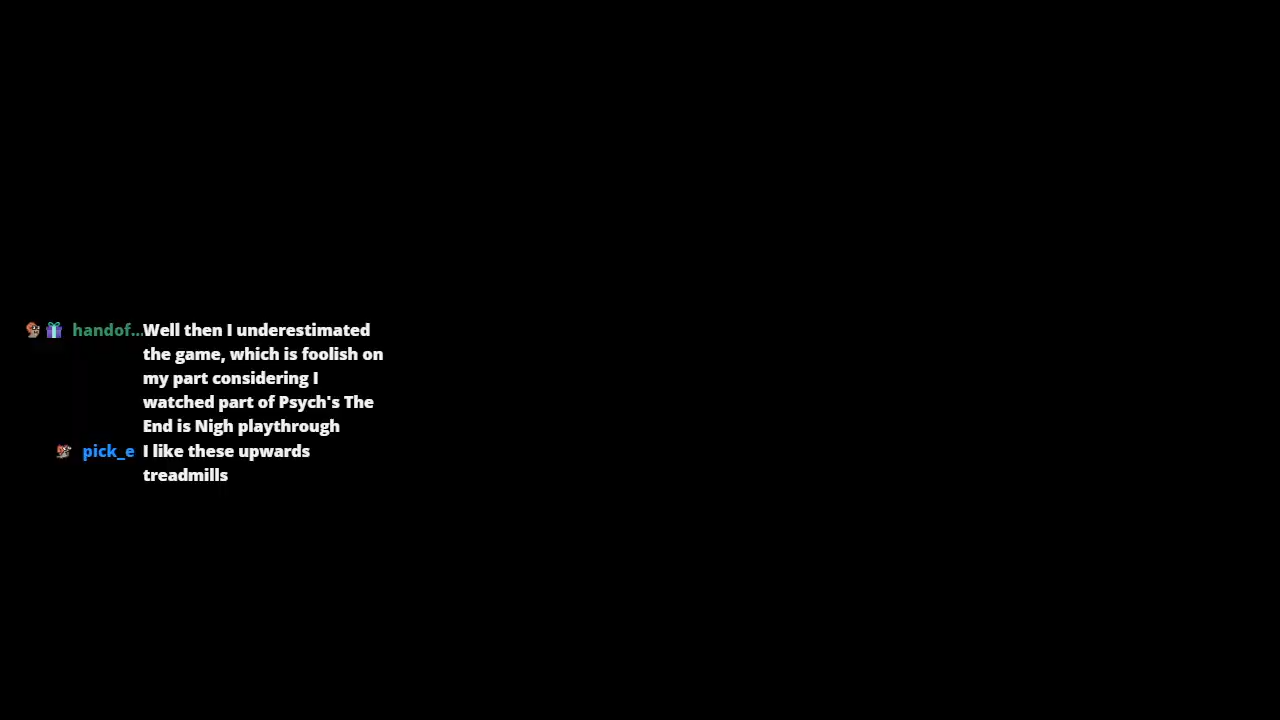 handof...Well then I underestimated
the game, which is foolish on
my part considering I
watched part of Psych's The
End is Nigh playthrough
pick_e I like these upwards
treadmills